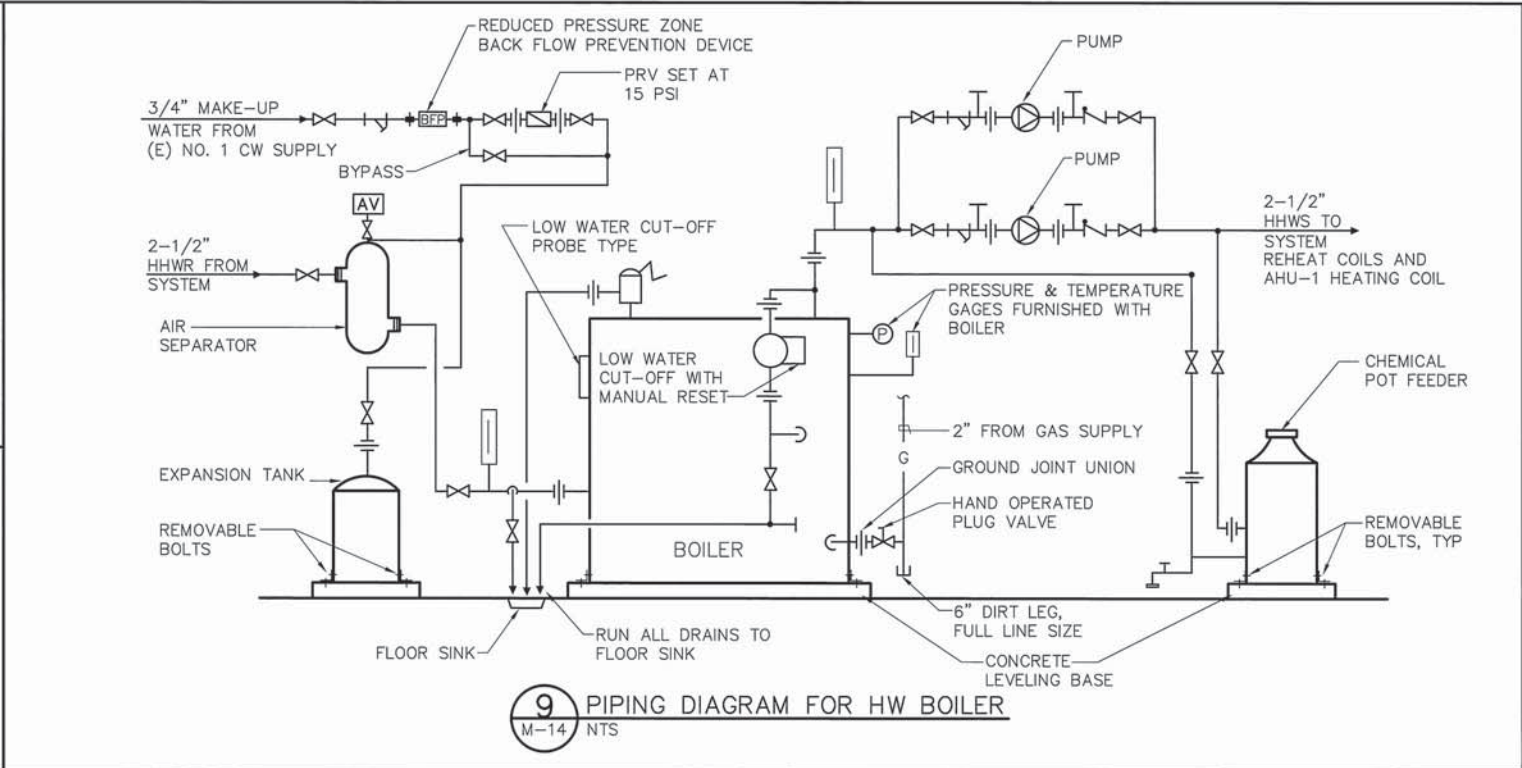 REDUCED PRESSURE ZONE
BACK FLOW PREVENTION DEVICE
PRV SET AT
15 PSI
PUMP
3/4" MAKE-UP
WATER FROM
(E) NO. 1 CW SUPPLY
BFP
BYPASS
PUMP
AV
2-1/2"
HHWR FROM
SYSTEM
LOW WATER CUT-OFF
PROBE TYPE
2-1/2"
HHWS TO
SYSTEM
REHEAT COILS AND
AHU-1 HEATING COIL
AIR
SEPARATOR
PRESSURE & TEMPERATURE
GAGES FURNISHED WITH
BOILER
P
LOW WATER
CUT-OFF WITH
MANUAL RESET
CHEMICAL
POT FEEDER
2" FROM GAS SUPPLY
G
GROUND JOINT UNION
HAND OPERATED
PLUG VALVE
EXPANSION TANK
REMOVABLE
BOLTS
BOILER
REMOVABLE
BOLTS, TYP
6" DIRT LEG,
FULL LINE SIZE
FLOOR SINK
RUN ALL DRAINS TO
FLOOR SINK
CONCRETE
LEVELING BASE
9
M-14
PIPING DIAGRAM FOR HW BOILER
NTS